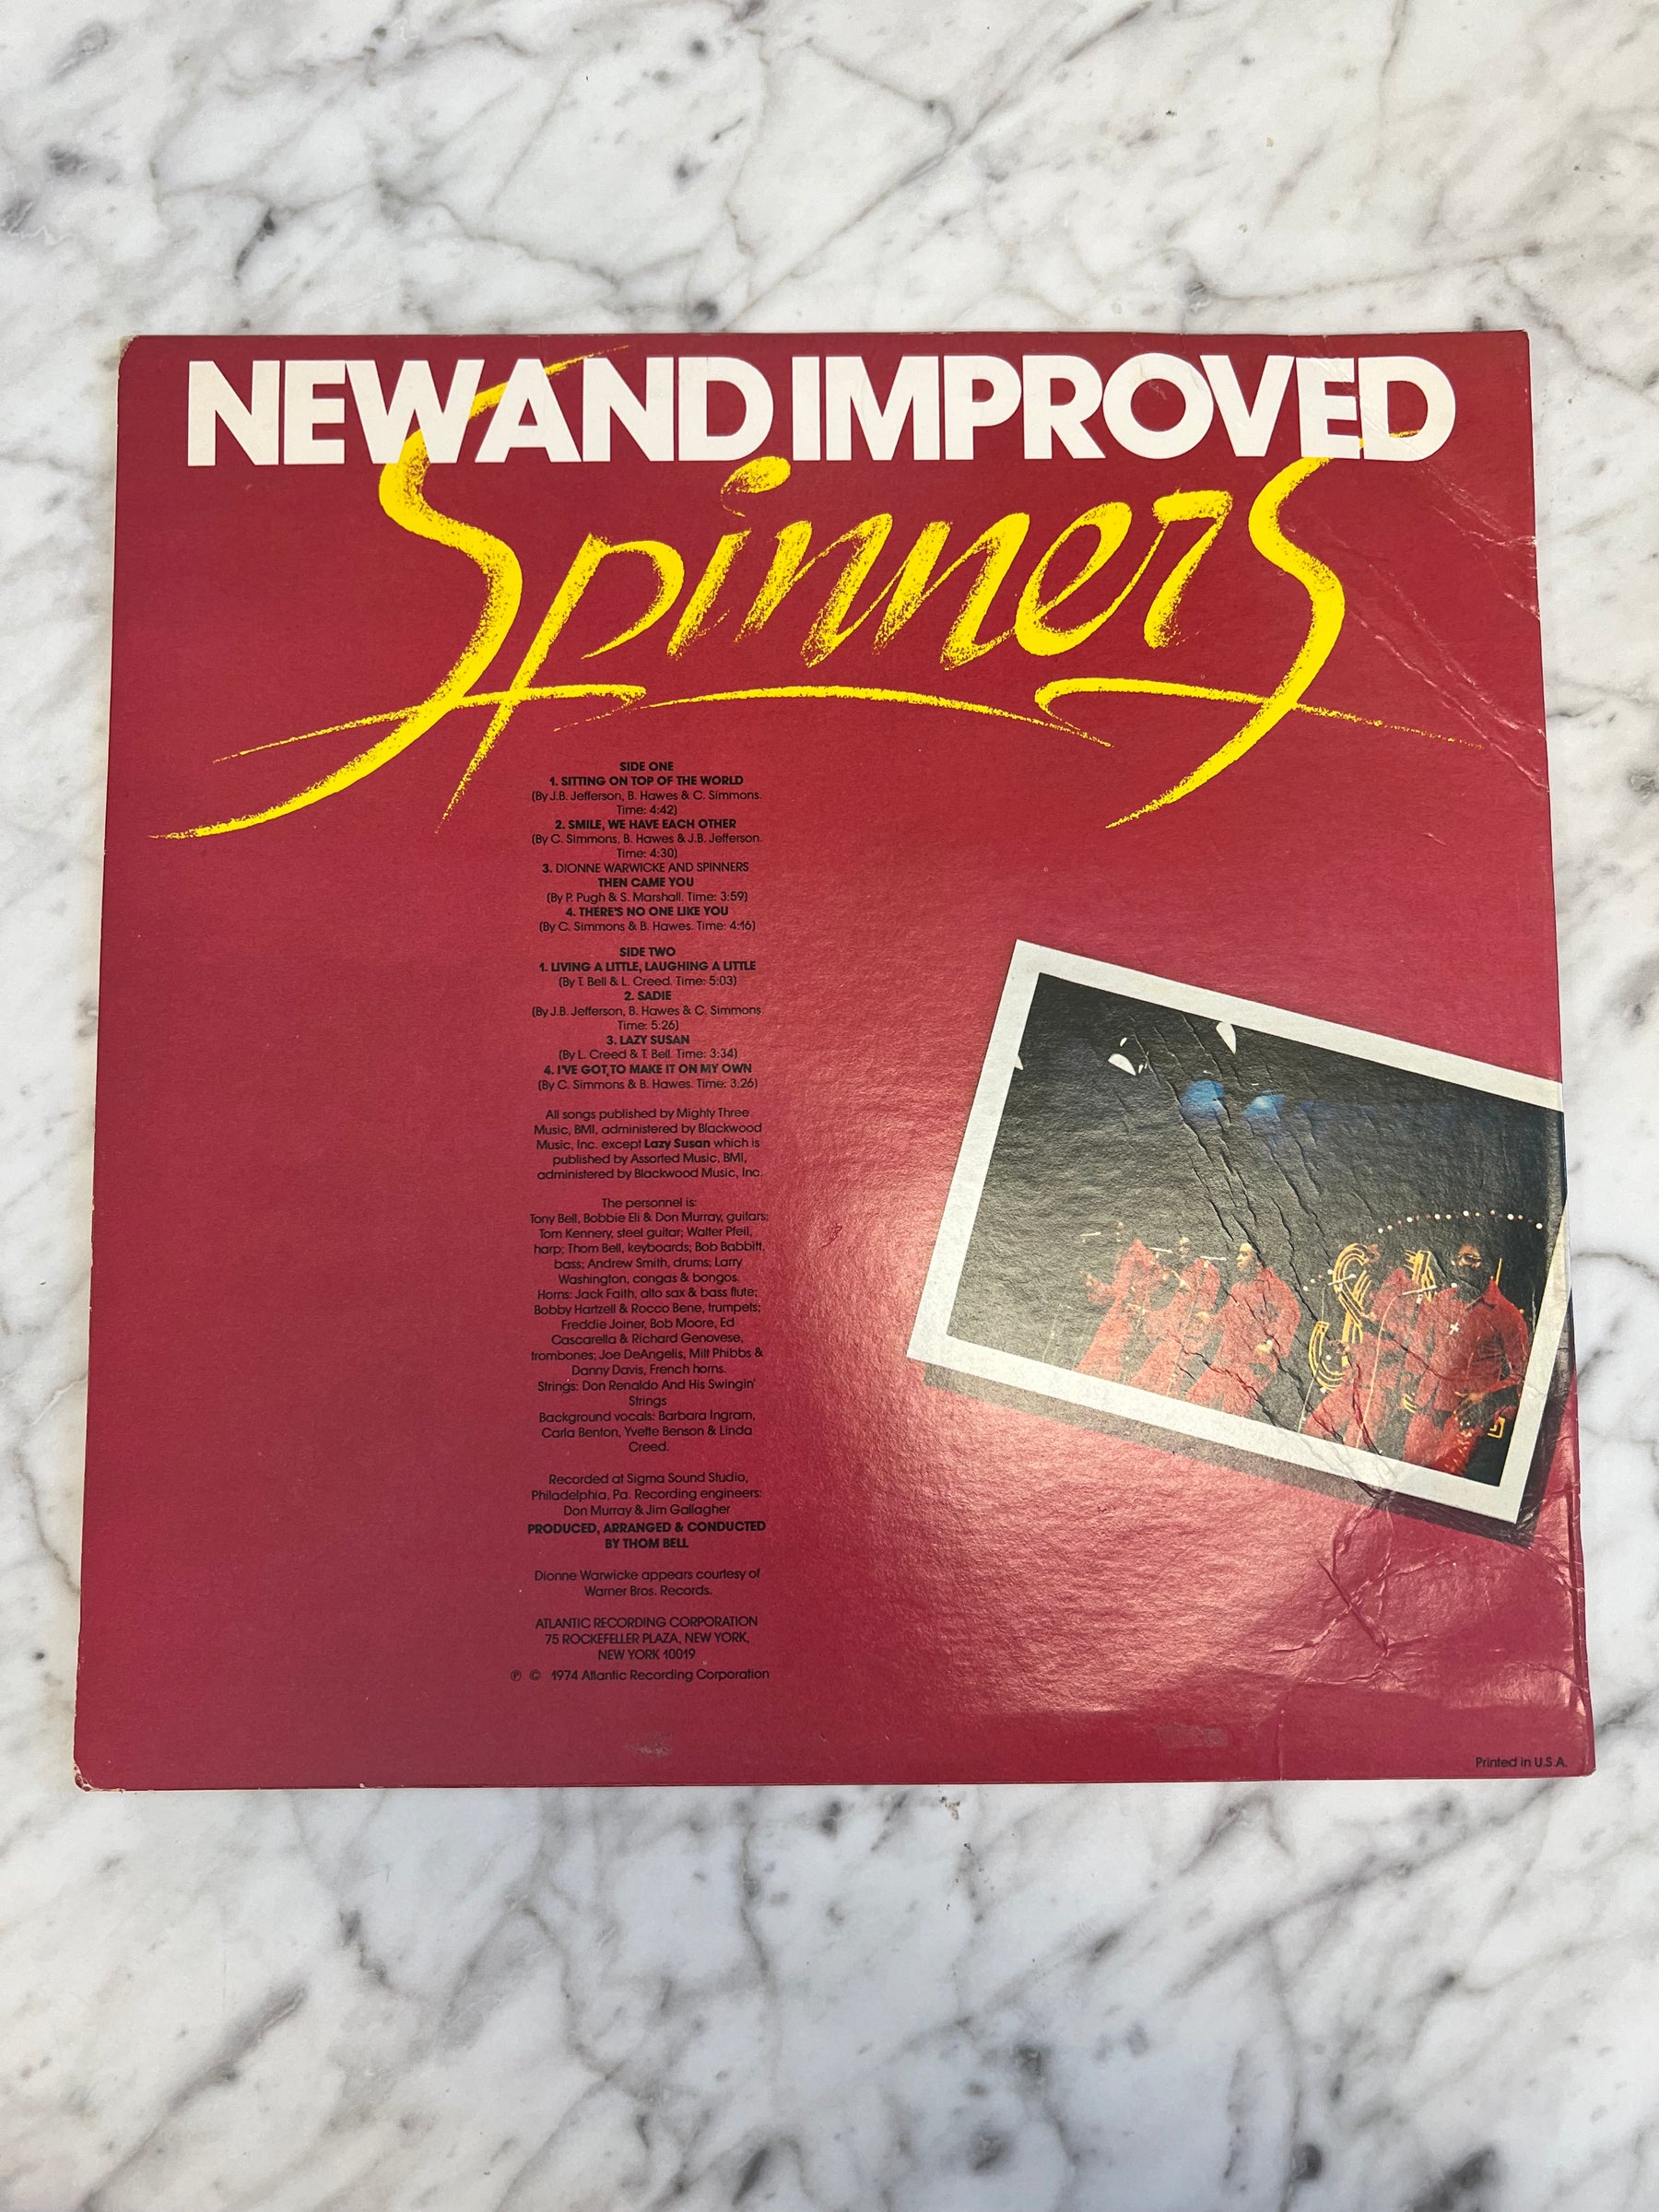 NEW AND IMPROVED
Spinners
SIDE ONE
1. SITTING ON TOP OF THE WORLD
(By J.B. Jefferson, B. Hawes & C. Simmons.
Time: 4:42)
2. SMILE, WE HAVE EACH OTHER
(By C. Simmons, B. Hawes & J.B. Jefferson.
Time: 4:30)
3. DIONNE WARWICKE AND SPINNERS
THEN CAME YOU
(By P. Pugh & S. Marshall. Time: 3:59)
4. THERE'S NO ONE LIKE YOU
(By C. Simmons & B. Hawes. Time: 4:16)
SIDE TWO
1. LIVING A LITTLE, LAUGHING A LITTLE
(By T. Bell & L. Creed. Time: 5:03)
2. SADIE
(By J.B. Jefferson, B. Hawes & C. Simmons.
Time: 5:26)
3. LAZY SUSAN
(By L. Creed & T. Bell. Time: 3:34)
4. I'VE GOT TO MAKE IT ON MY OWN
(By C. Simmons & B. Hawes. Time: 3:26)
All songs published by Mighty Three
Music, BMI, administered by Blackwood
Music, Inc. except Lazy Susan which is
published by Assorted Music, BMI,
administered by Blackwood Music, Inc.
The personnel is:
Tony Bell, Bobbie Eli & Don Murray, guitars;
Tom Kennery, steel guitar; Walter Pfeil,
harp; Thom Bell, keyboards; Bob Babbitt,
bass; Andrew Smith, drums; Larry
Washington, congas & bongos.
Horns: Jack Faith, alto sax & bass flute;
Bobby Hartzell & Rocco Bene, trumpets;
Freddie Joiner, Bob Moore, Ed
Cascarella & Richard Genovese,
trombones; Joe DeAngelis, Milt Phibbs &
Danny Davis, French horns.
Strings: Don Renaldo And His Swingin'
Strings
Background vocals: Barbara Ingram,
Carla Benton, Yvette Benson & Linda
Creed.
Recorded at Sigma Sound Studio,
Philadelphia, Pa. Recording engineers:
Don Murray & Jim Gallagher
PRODUCED, ARRANGED & CONDUCTED
BY THOM BELL
Dionne Warwicke appears courtesy of
Warner Bros. Records.
ATLANTIC RECORDING CORPORATION
75 ROCKEFELLER PLAZA, NEW YORK,
NEW YORK 10019
℗ © 1974 Atlantic Recording Corporation
Printed in U.S.A.